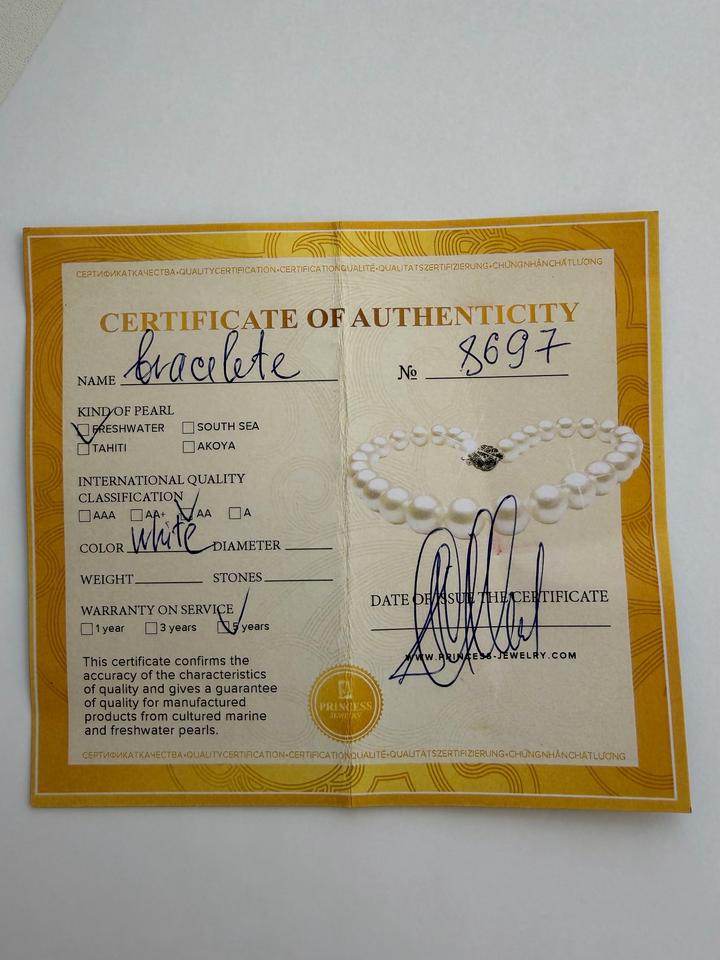 СЕРТИФИКАТКАЧЕСТВА•QUALITYCERTIFICATION•CERTIFICATIONQUALITÉ•QUALITÄTSZERTIFIZIERUNG•CHỨNGNHẬNCHẤTLƯỢNG
CERTIFICATE OF AUTHENTICITY
NAME bracelete
№ 8697
KIND OF PEARL
FRESHWATER SOUTH SEA
TAHITI AKOYA
INTERNATIONAL QUALITY
CLASSIFICATION
AAA AA+ AA A
COLOR white DIAMETER
WEIGHT STONES
WARRANTY ON SERVICE
1 year 3 years 5 years
This certificate confirms the
accuracy of the characteristics
of quality and gives a guarantee
of quality for manufactured
products from cultured marine
and freshwater pearls.
DATE OF ISSUE THE CERTIFICATE
WWW.PRINCESS-JEWELRY.COM
PRINCESS
JEWELRY
СЕРТИФИКАТКАЧЕСТВА•QUALITYCERTIFICATION•CERTIFICATIONQUALITÉ•QUALITÄTSZERTIFIZIERUNG•CHỨNGNHẬNCHẤTLƯỢNG